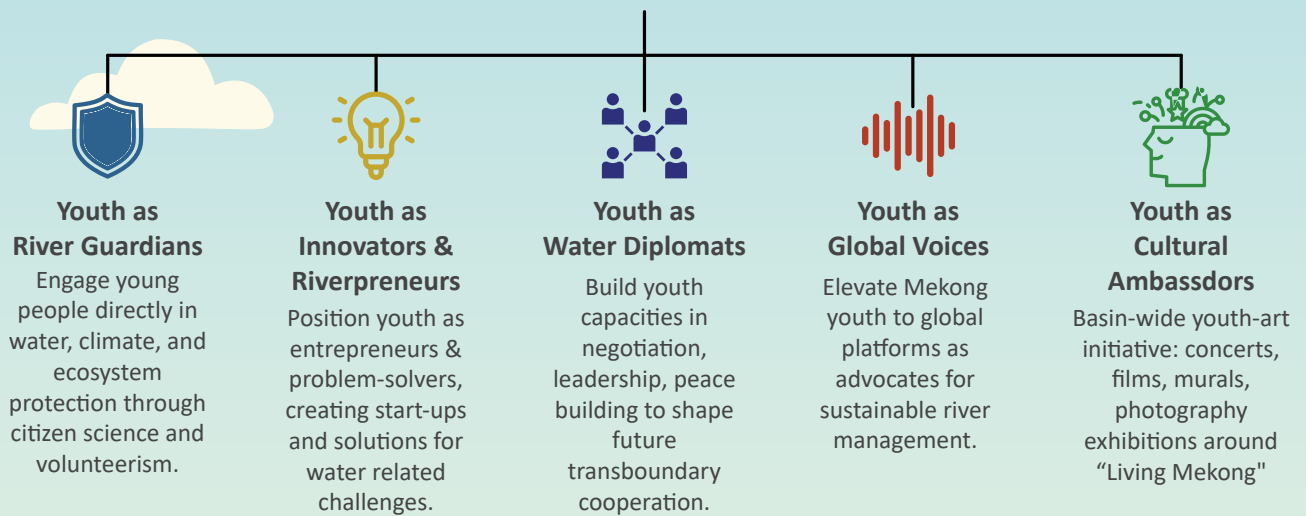 Youth as
River Guardians
Engage young
people directly in
water, climate, and
ecosystem
protection through
citizen science and
volunteerism.
Youth as
Innovators &
Riverpreneurs
Position youth as
entrepreneurs &
problem-solvers,
creating start-ups
and solutions for
water related
challenges.
Youth as
Water Diplomats
Build youth
capacities in
negotiation,
leadership, peace
building to shape
future
transboundary
cooperation.
Youth as
Global Voices
Elevate Mekong
youth to global
platforms as
advocates for
sustainable river
management.
Youth as
Cultural
Ambassdors
Basin-wide youth-art
initiative: concerts,
films, murals,
photography
exhibitions around
“Living Mekong"